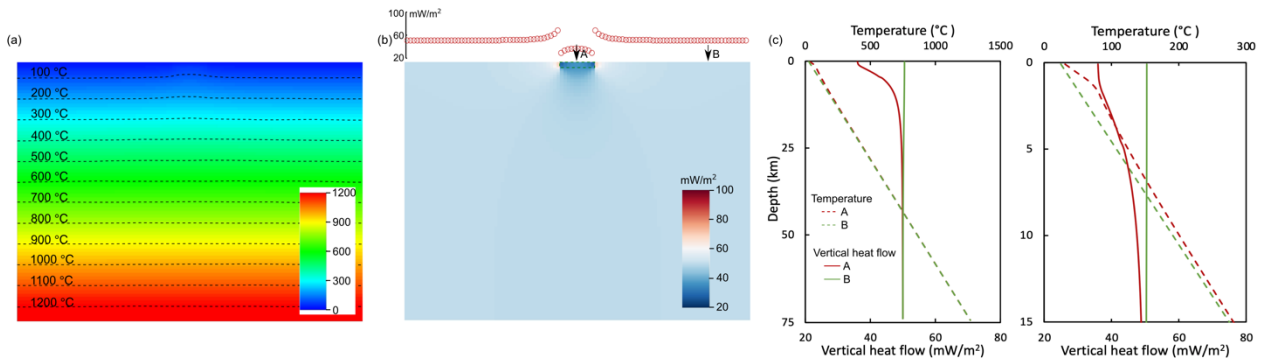 (a)
100 °C
200 °C
300 °C
400 °C
500 °C
600 °C
700 °C
800 °C
900 °C
1000 °C
1100 °C
1200 °C
1200
900
600
300
0
(b)
100 mW/m²
60
20
A
B
mW/m²
100
80
60
40
20
(c)
Temperature (°C)
0 500 1000 1500
Depth (km)
0
25
50
75
Temperature
A
B
Vertical heat flow
A
B
20 40 60 80
Vertical heat flow (mW/m²)
Temperature (°C)
0 100 200 300
0
5
10
15
20 40 60 80
Vertical heat flow (mW/m²)